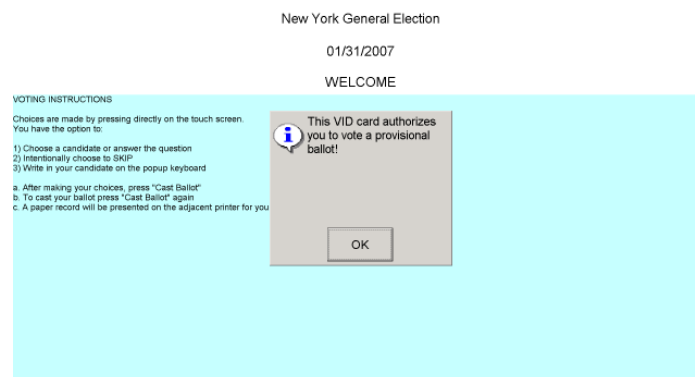 New York General Election
01/31/2007
WELCOME
VOTING INSTRUCTIONS
Choices are made by pressing directly on the touch screen.
You have the option to:
1) Choose a candidate or answer the question
2) Intentionally choose to SKIP
3) Write in your candidate on the popup keyboard
a. After making your choices, press "Cast Ballot"
b. To cast your ballot press "Cast Ballot" again
c. A paper record will be presented on the adjacent printer for you
This VID card authorizes
you to vote a provisional
ballot!
OK